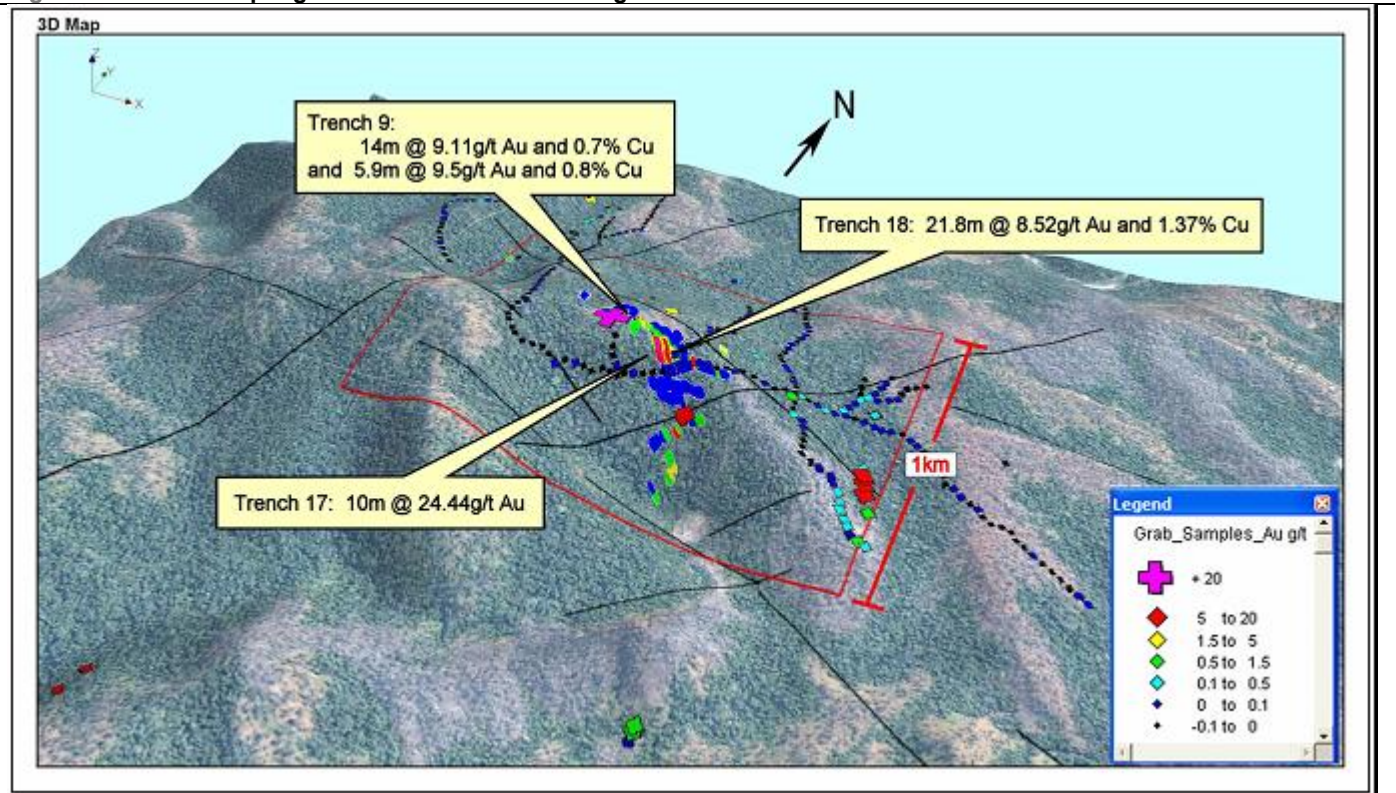 3D Map
Z
Y
X
N
Trench 9:
14m @ 9.11g/t Au and 0.7% Cu
and 5.9m @ 9.5g/t Au and 0.8% Cu
Trench 18: 21.8m @ 8.52g/t Au and 1.37% Cu
Trench 17: 10m @ 24.44g/t Au
1km
Legend
Grab_Samples_Au g/t
+ 20
5 to 20
1.5 to 5
0.5 to 1.5
0.1 to 0.5
0 to 0.1
-0.1 to 0